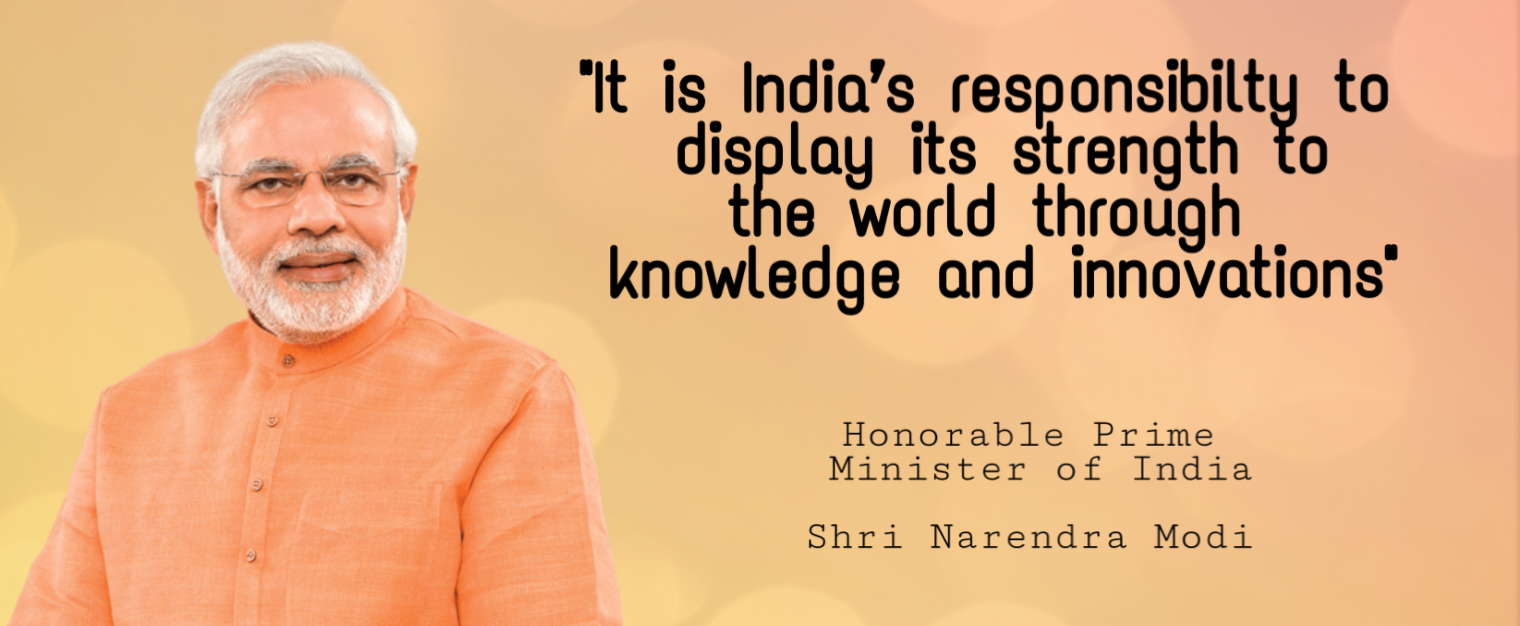 "It is India's responsibilty to
display its strength to
the world through
knowledge and innovations"
Honorable Prime
Minister of India
Shri Narendra Modi